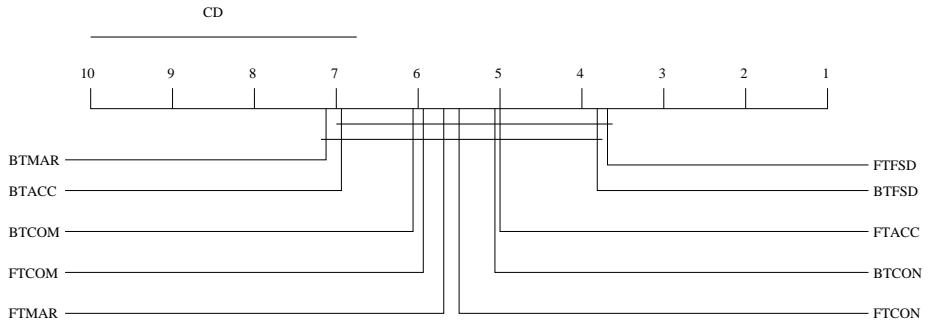 CD
10 9 8 7 6 5 4 3 2 1
BTMAR FTFSD
BTACC BTFSD
BTCOM FTACC
FTCOM BTCON
FTMAR FTCON